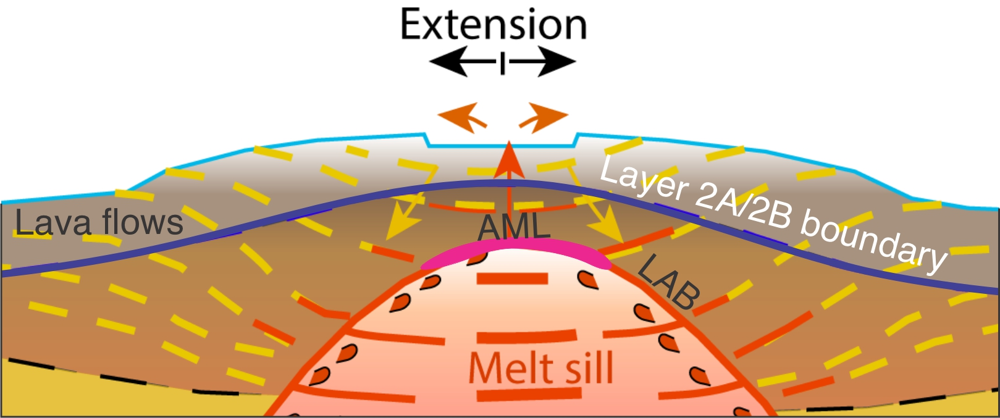 Extension
Layer 2A/2B boundary
Lava flows
AML
LAB
Melt sill